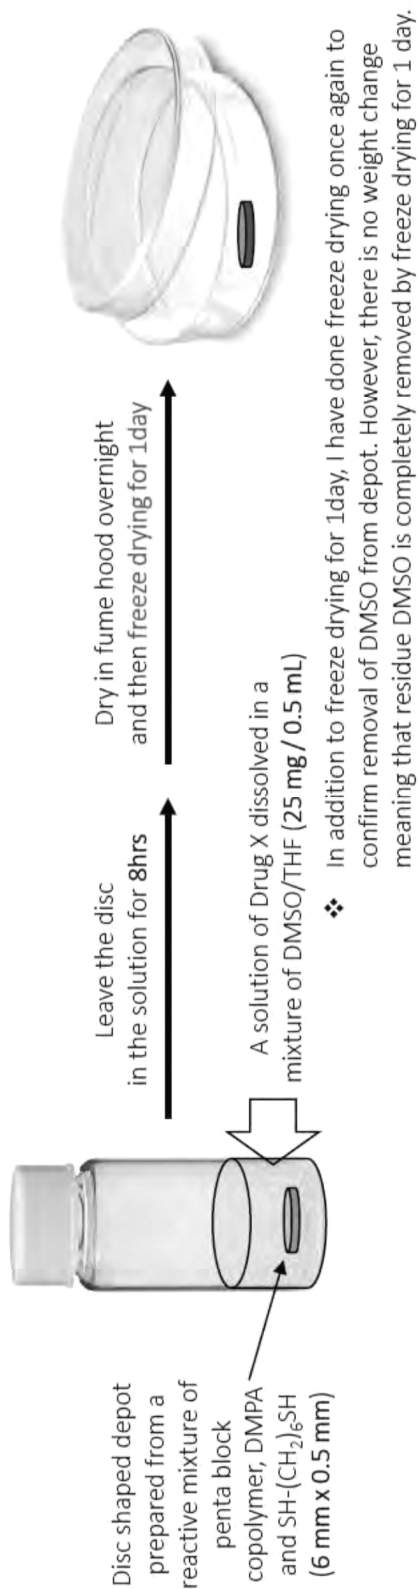 Disc shaped depot
prepared from a
reactive mixture of
penta block
copolymer, DMPA
and SH-(CH₂)₆SH
(6 mm x 0.5 mm)
Leave the disc
in the solution for 8hrs
A solution of Drug X dissolved in a
mixture of DMSO/THF (25 mg / 0.5 mL)
Dry in fume hood overnight
and then freeze drying for 1day
❖ In addition to freeze drying for 1day, I have done freeze drying once again to
confirm removal of DMSO from depot. However, there is no weight change
meaning that residue DMSO is completely removed by freeze drying for 1 day.